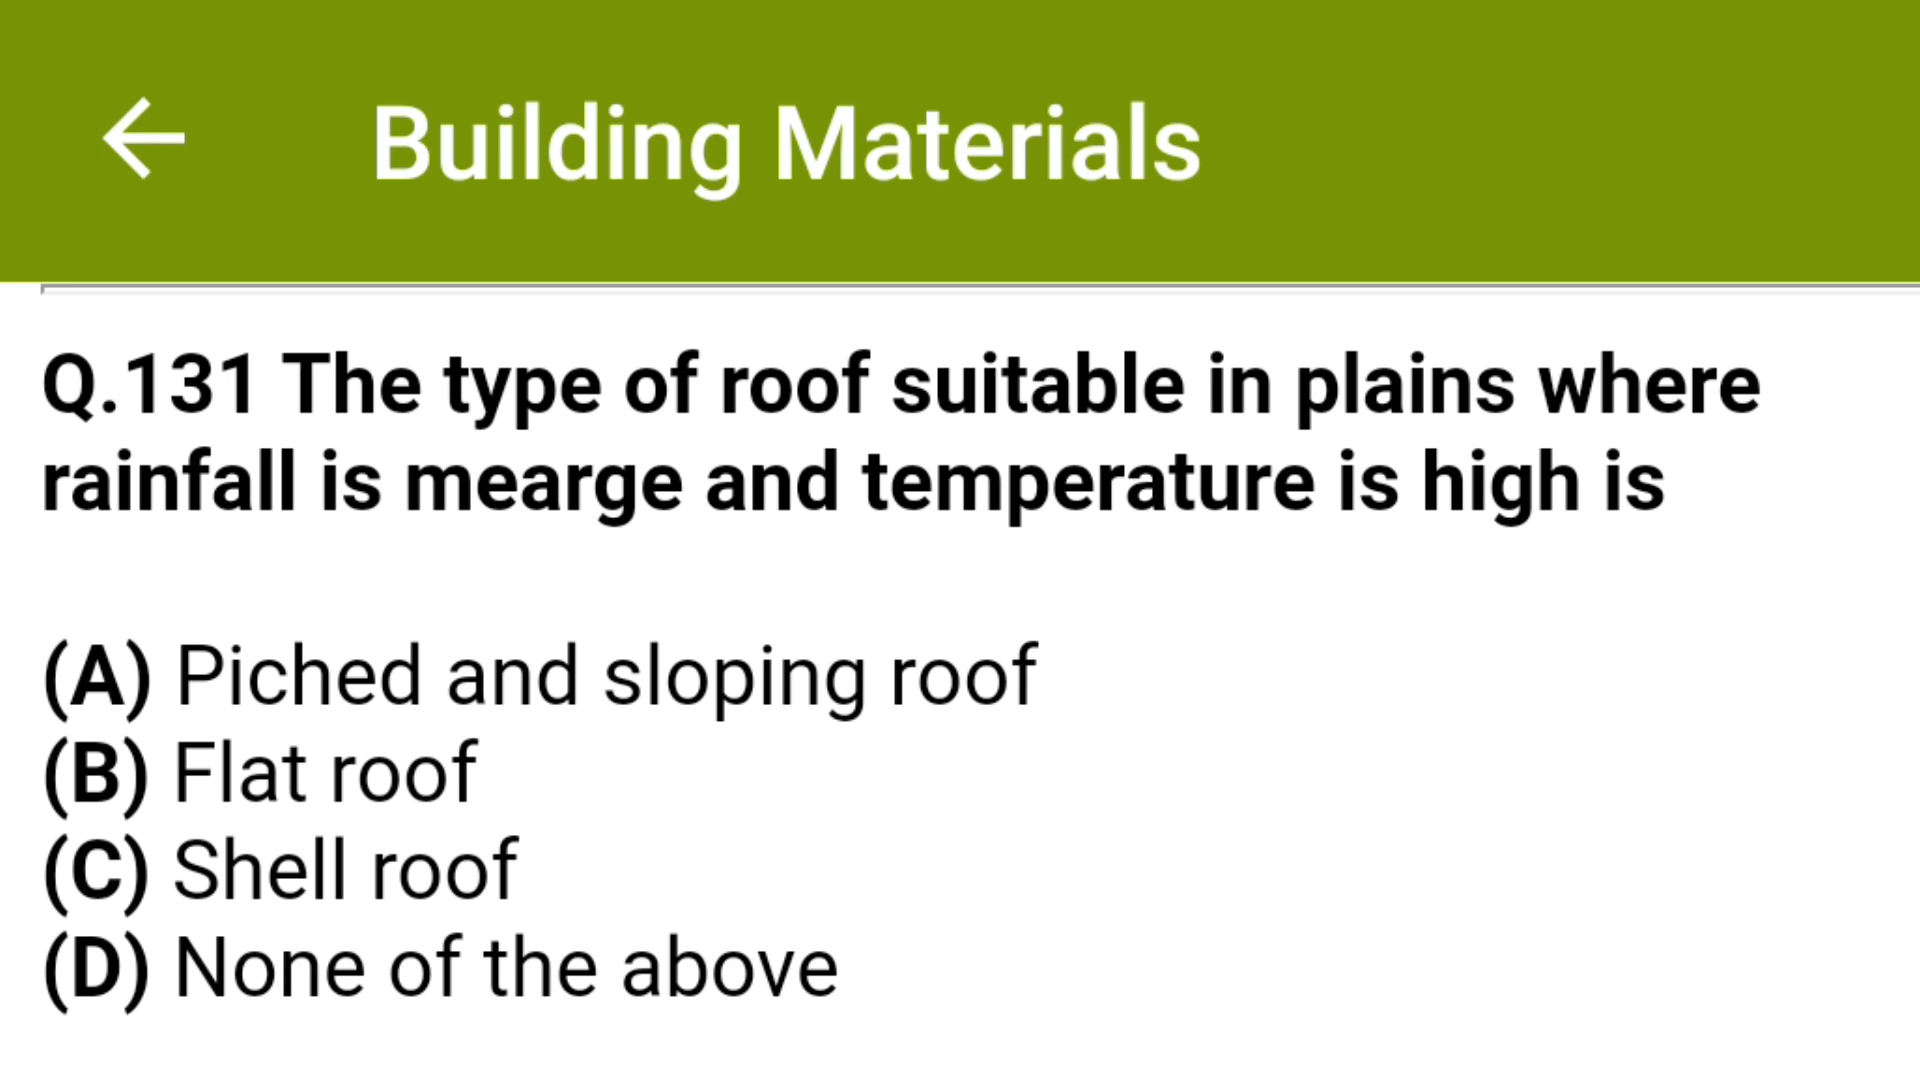 Building Materials
Q.131 The type of roof suitable in plains where
rainfall is mearge and temperature is high is
(A) Piched and sloping roof
(B) Flat roof
(C) Shell roof
(D) None of the above